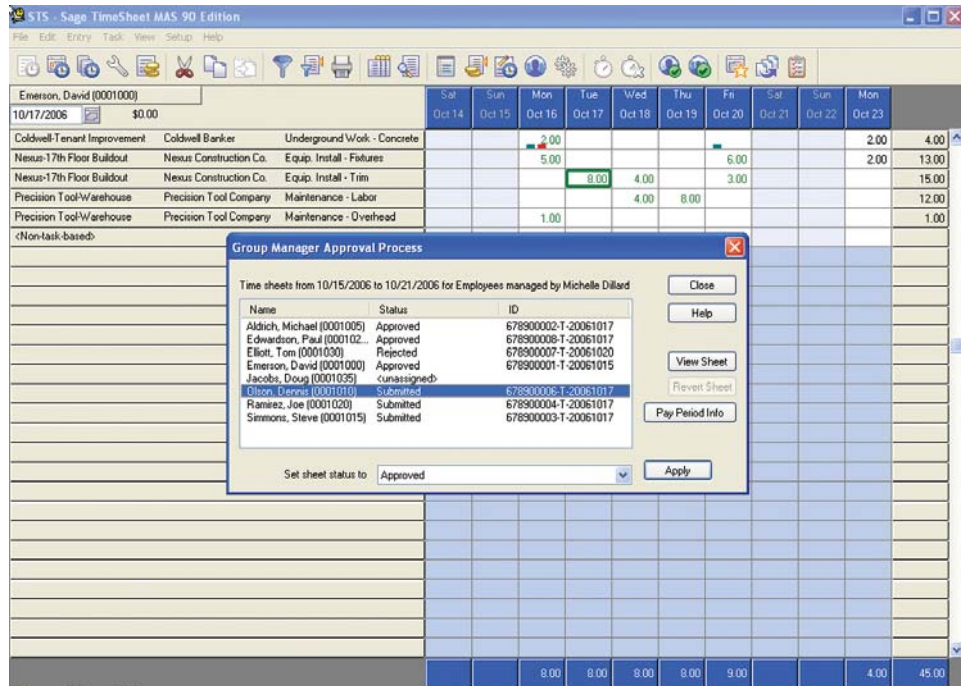 STS - Sage TimeSheet MAS 90 Edition
File Edit Entry Task View Setup Help
Emerson, David (0001000) Sat Sun Mon Tue Wed Thu Fri Sat Sun Mon
10/17/2006 $0.00 Oct 14 Oct 15 Oct 16 Oct 17 Oct 18 Oct 19 Oct 20 Oct 21 Oct 22 Oct 23
Coldwell-Tenant Improvement Coldwell Banker Underground Work - Concrete 2.00 2.00 4.00
Nexus-17th Floor Buildout Nexus Construction Co. Equip. Install - Fixtures 5.00 6.00 2.00 13.00
Nexus-17th Floor Buildout Nexus Construction Co. Equip. Install - Trim 8.00 4.00 3.00 15.00
Precision Tool-Warehouse Precision Tool Company Maintenance - Labor 4.00 8.00 12.00
Precision Tool-Warehouse Precision Tool Company Maintenance - Overhead 1.00 1.00
<Non-task-based>
Group Manager Approval Process
Time sheets from 10/15/2006 to 10/21/2006 for Employees managed by Michelle Dillard Close
Name Status ID Help
Aldrich, Michael (0001005) Approved 678900002-T-20061017
Edwardson, Paul (000102... Approved 678900008-T-20061017
Elliott, Tom (0001030) Rejected 678900007-T-20061020
Emerson, David (0001000) Approved 678900001-T-20061015 View Sheet
Jacobs, Doug (0001035) <unassigned>
Olson, Dennis (0001010) Submitted 678900006-T-20061017 Revert Sheet
Ramirez, Joe (0001020) Submitted 678900004-T-20061017
Simmons, Steve (0001015) Submitted 678900003-T-20061017 Pay Period Info
Set sheet status to Approved Apply
8.00 8.00 8.00 8.00 9.00 4.00 45.00